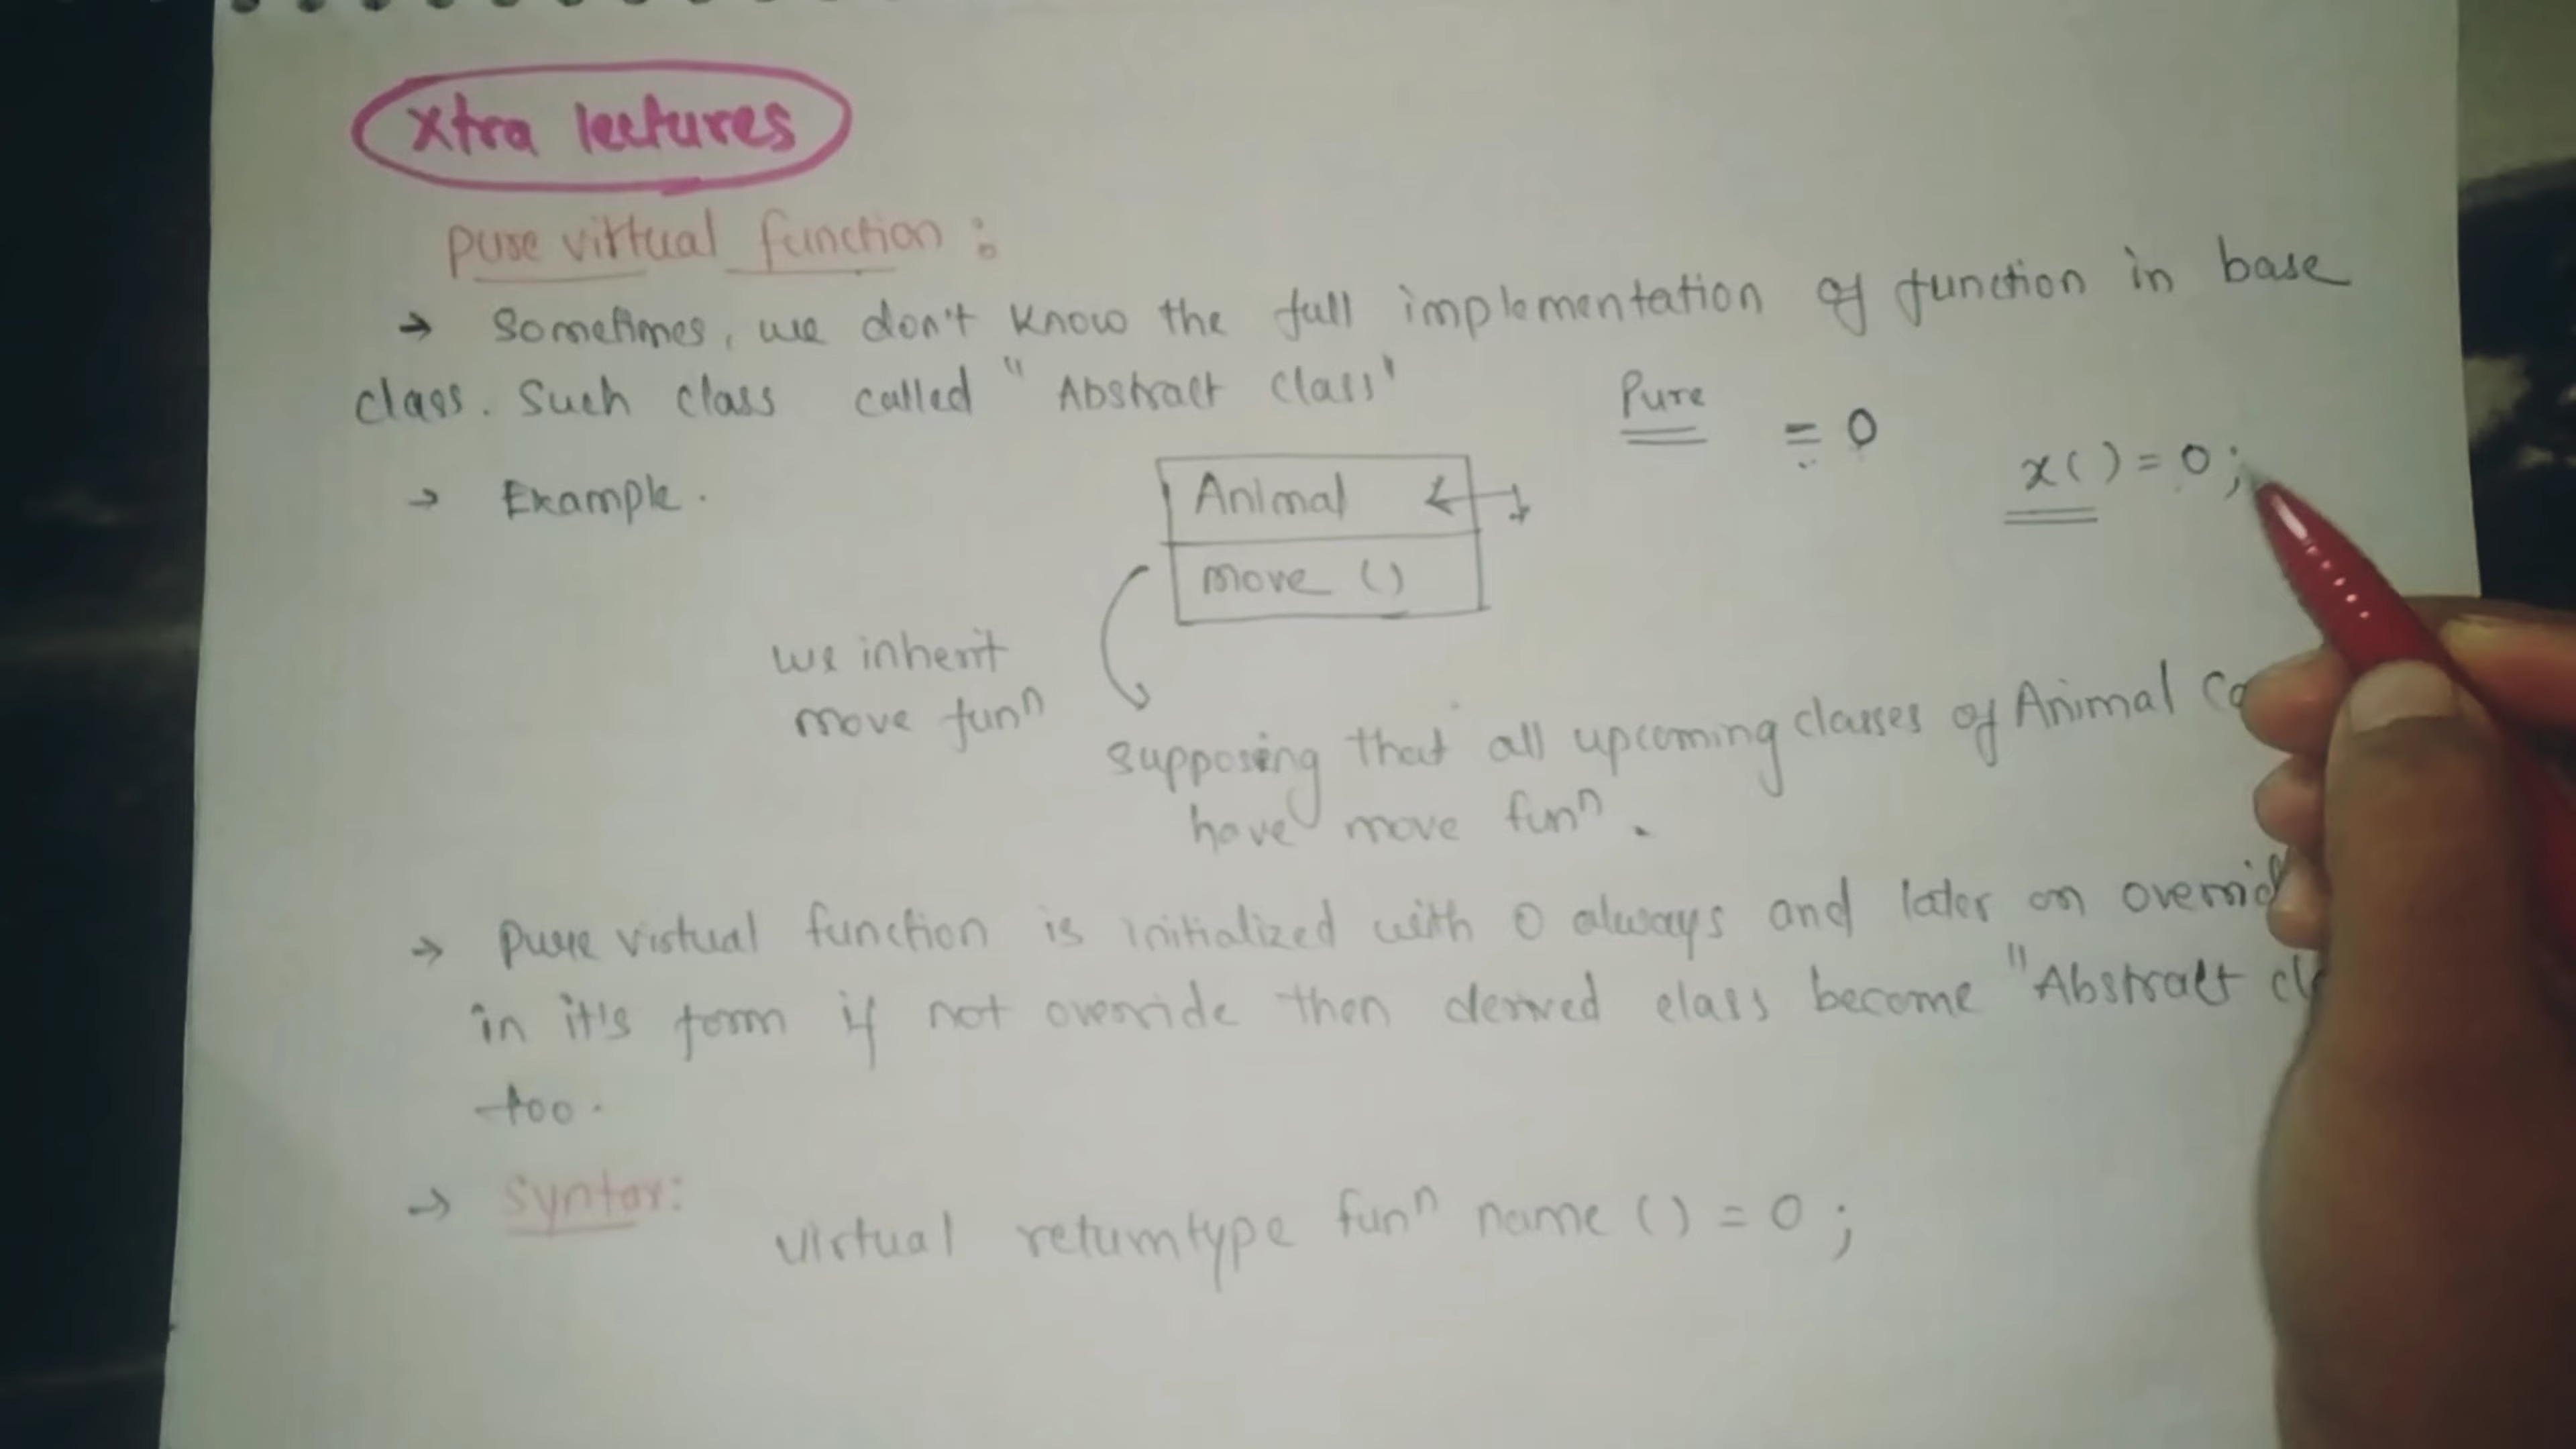 Xtra lectures
Pure virtual function :
→ Sometimes, we don't know the full implementation of function in base
class. Such class called "Abstract Class"
Pure = 0
x() = 0;
→ Example.
Animal
move ()
we inherit
move funⁿ
supposing that all upcoming classes of Animal
have move funⁿ.
→ Pure virtual function is initialized with 0 always and later on
in it's form if not override then derived class become "Abstract
too.
→ Syntax:
virtual returntype funⁿ name () = 0 ;